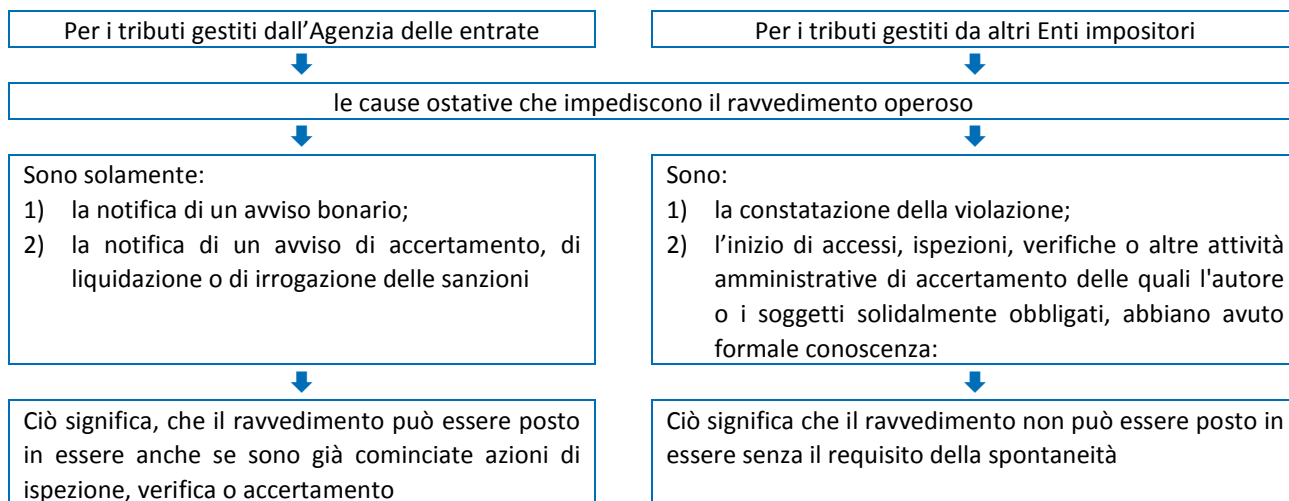 Per i tributi gestiti dall'Agenzia delle entrate
Per i tributi gestiti da altri Enti impositori
le cause ostative che impediscono il ravvedimento operoso
Sono solamente:
1) la notifica di un avviso bonario;
2) la notifica di un avviso di accertamento, di
liquidazione o di irrogazione delle sanzioni
Sono:
1) la constatazione della violazione;
2) l'inizio di accessi, ispezioni, verifiche o altre attività
amministrative di accertamento delle quali l'autore
o i soggetti solidalmente obbligati, abbiano avuto
formale conoscenza:
Ciò significa, che il ravvedimento può essere posto
in essere anche se sono già cominciate azioni di
ispezione, verifica o accertamento
Ciò significa che il ravvedimento non può essere posto in
essere senza il requisito della spontaneità